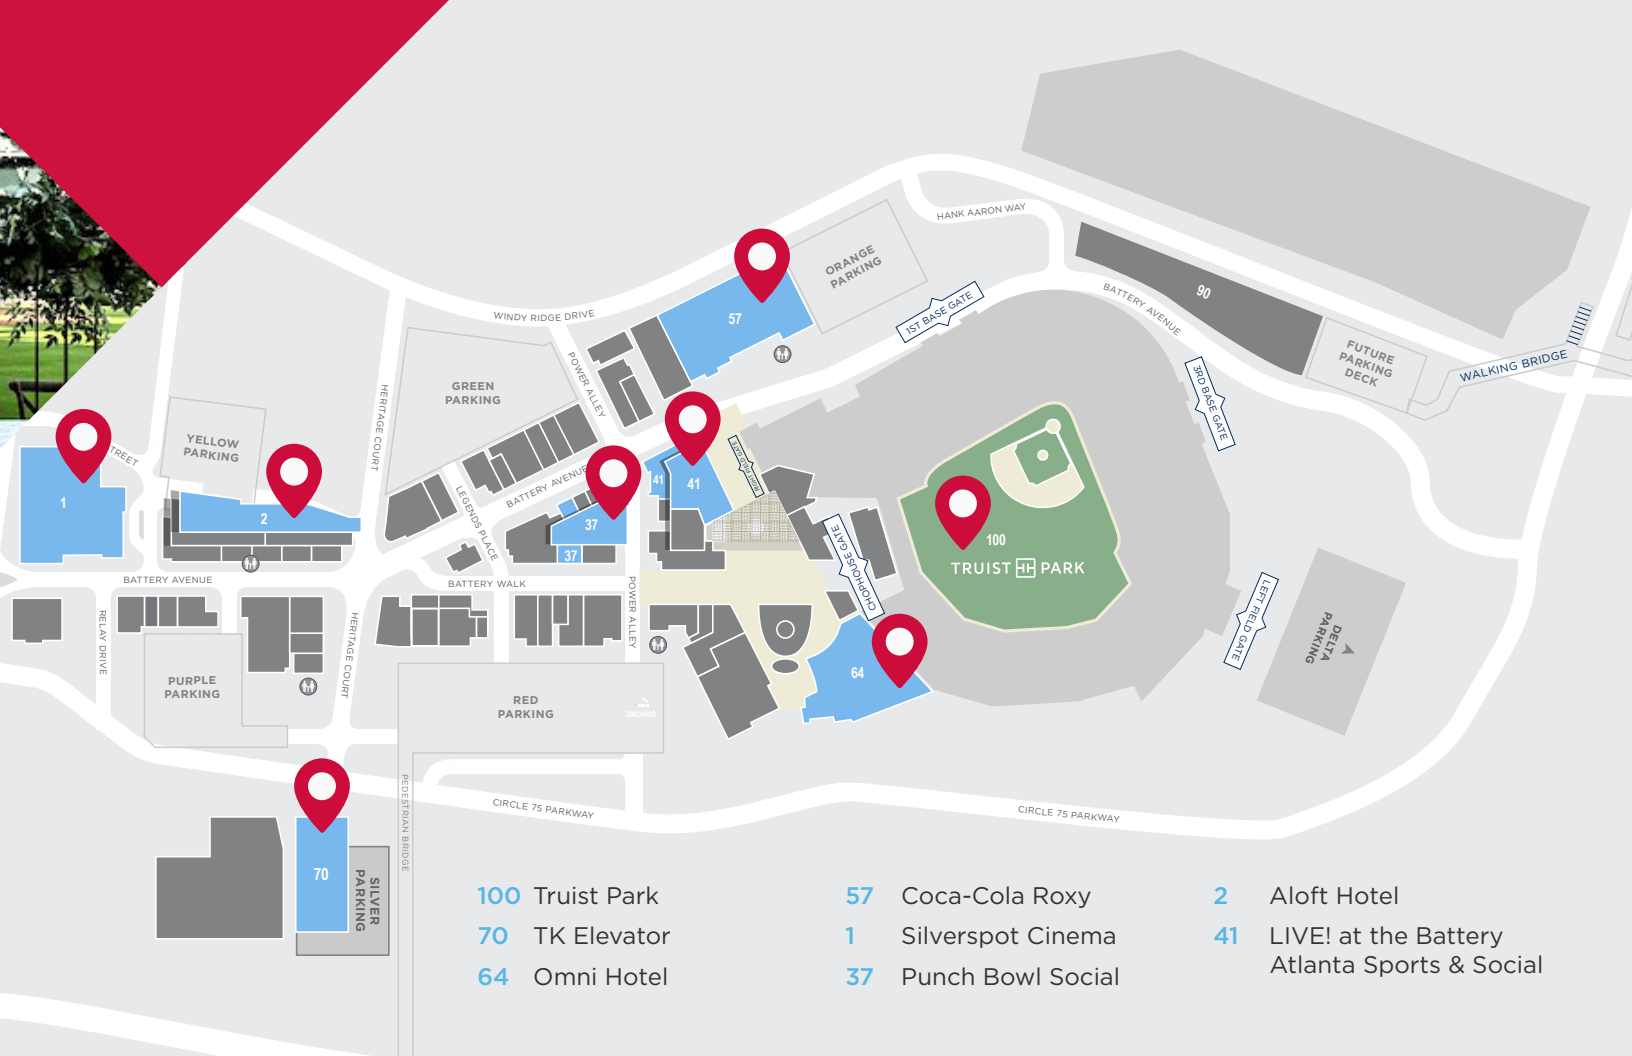 HANK AARON WAY
ORANGE
PARKING
90
BATTERY AVENUE
1ST BASE GATE
WINDY RIDGE DRIVE
57
FUTURE
PARKING
DECK
WALKING BRIDGE
3RD BASE GATE
POWER ALLEY
HERITAGE COURT
GREEN
PARKING
YELLOW
PARKING
TREET
1
2
BATTERY AVENUE
LEGENDS PLACE
41
41
RIGHT FIELD GATE
37
37
CHOPHOUSE GATE
100
TRUIST PARK
BATTERY AVENUE
BATTERY WALK
POWER ALLEY
RELAY DRIVE
HERITAGE COURT
LEFT FIELD GATE
DELTA
PARKING
PURPLE
PARKING
RED
PARKING
SMOKING
64
PEDESTRIAN BRIDGE
CIRCLE 75 PARKWAY
CIRCLE 75 PARKWAY
70
SILVER
PARKING
100 Truist Park
70 TK Elevator
64 Omni Hotel
57 Coca-Cola Roxy
1 Silverspot Cinema
37 Punch Bowl Social
2 Aloft Hotel
41 LIVE! at the Battery
Atlanta Sports & Social